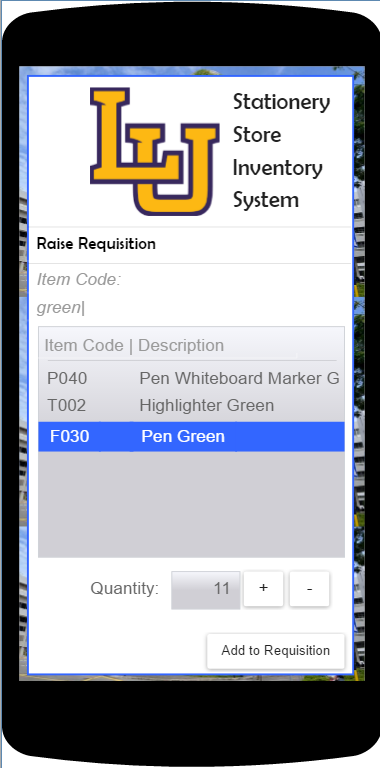 LU
Stationery
Store
Inventory
System
Raise Requisition
Item Code:
green
Item Code | Description
P040 Pen Whiteboard Marker G
T002 Highlighter Green
F030 Pen Green
Quantity: 11 + -
Add to Requisition